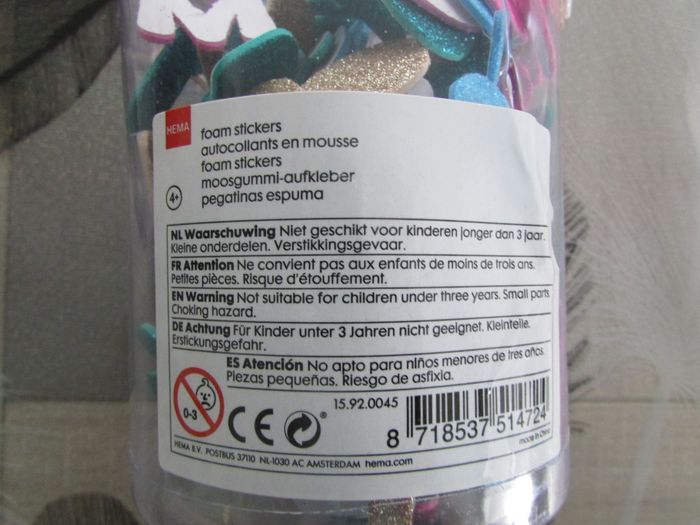 M
HEMA
foam stickers
autocollants en mousse
foam stickers
moosgummi-aufkleber
pegatinas espuma
4+
NL Waarschuwing Niet geschikt voor kinderen jonger dan 3 jaar.
Kleine onderdelen. Verstikkingsgevaar.
FR Attention Ne convient pas aux enfants de moins de trois ans.
Petites pièces. Risque d'étouffement.
EN Warning Not suitable for children under three years. Small parts
Choking hazard.
DE Achtung Für Kinder unter 3 Jahren nicht geeignet. Kleinteile.
Erstickungsgefahr.
ES Atención No apto para niños menores de tres años.
Piezas pequeñas. Riesgo de asfixia.
0-3
CE
15.92.0045
8 718537 514724
made in China
HEMA B.V. POSTBUS 37110 NL-1030 AC AMSTERDAM hema.com